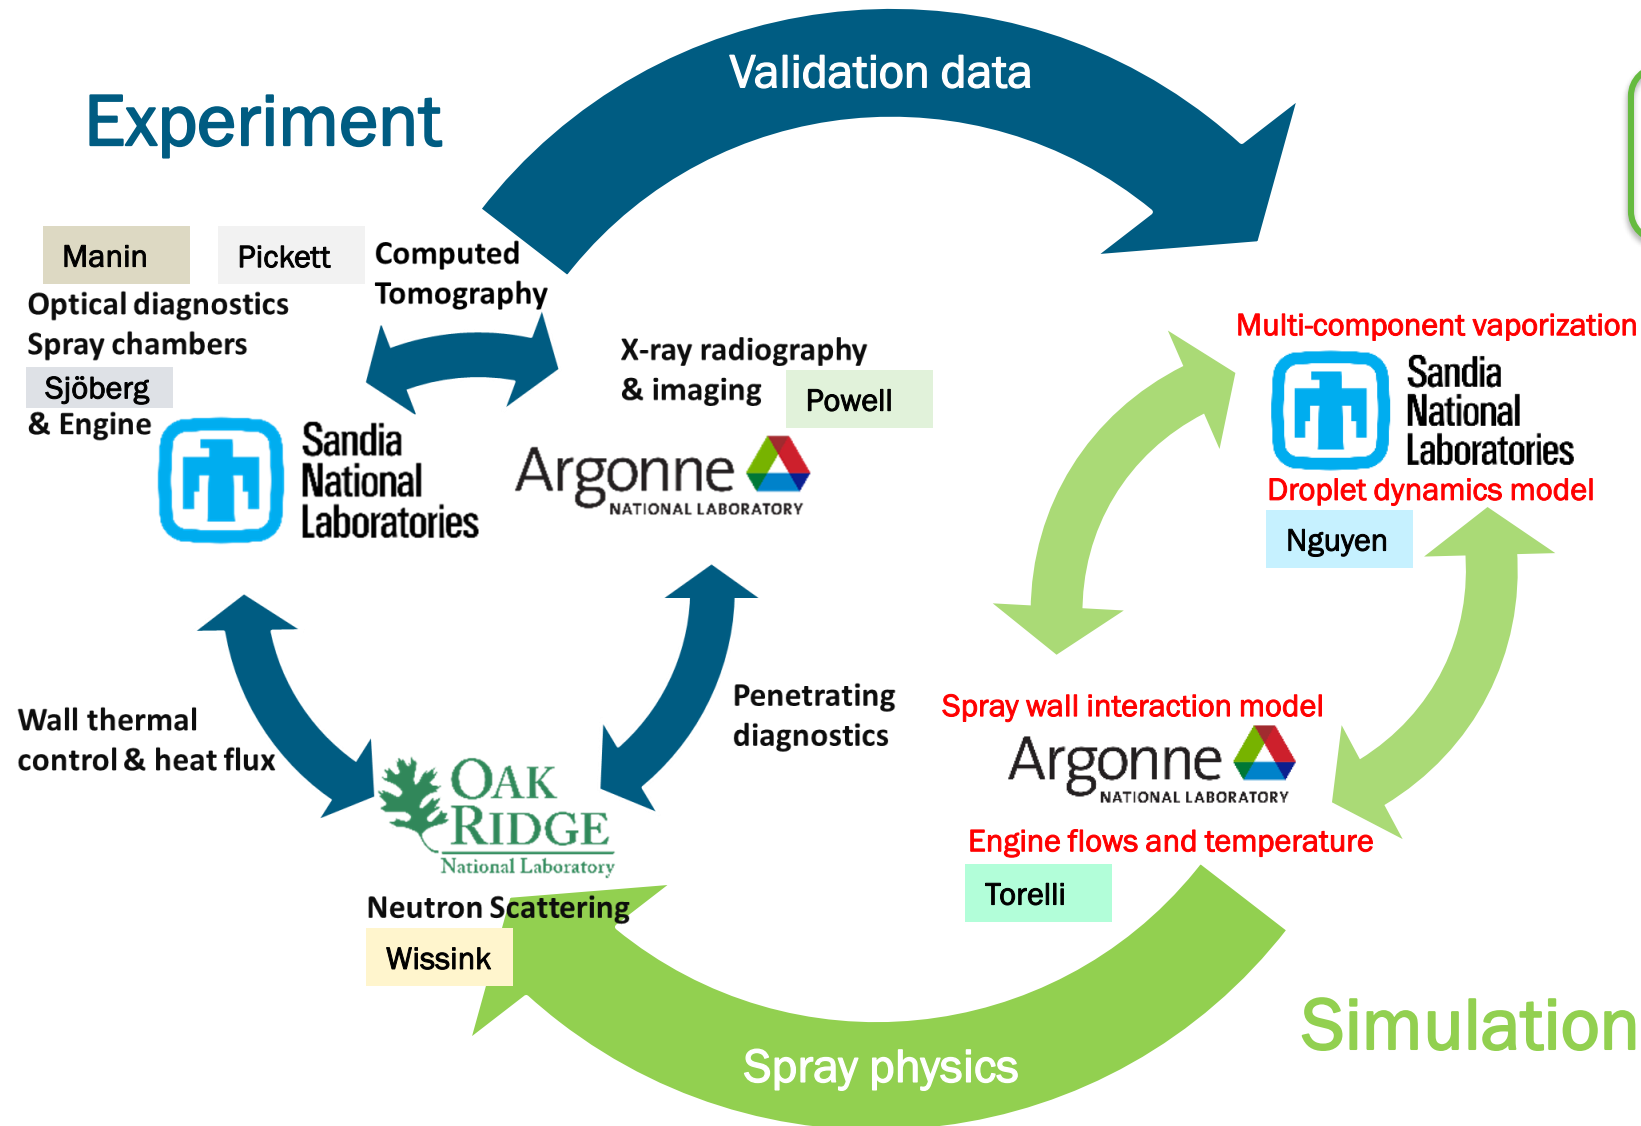 Validation data
Experiment
Manin
Pickett
Computed
Tomography
Optical diagnostics
Spray chambers
Sjöberg
& Engine
Sandia
National
Laboratories
X-ray radiography
& imaging
Powell
Argonne
NATIONAL LABORATORY
Multi-component vaporization
Sandia
National
Laboratories
Droplet dynamics model
Nguyen
Wall thermal
control & heat flux
Penetrating
diagnostics
OAK
RIDGE
National Laboratory
Neutron Scattering
Wissink
Spray wall interaction model
Argonne
NATIONAL LABORATORY
Engine flows and temperature
Torelli
Simulation
Spray physics